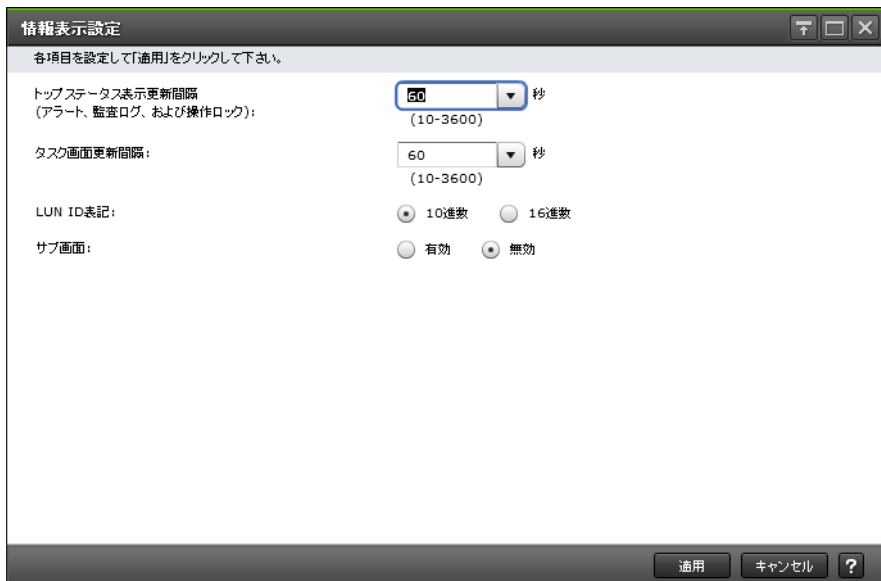 情報表示設定
各項目を設定して「適用」をクリックして下さい。
トップステータス表示更新間隔
(アラート、監査ログ、および操作ロック):
60 秒
(10-3600)
タスク画面更新間隔:
60 秒
(10-3600)
LUN ID表記: 10進数 16進数
サブ画面: 有効 無効
適用 キャンセル ?